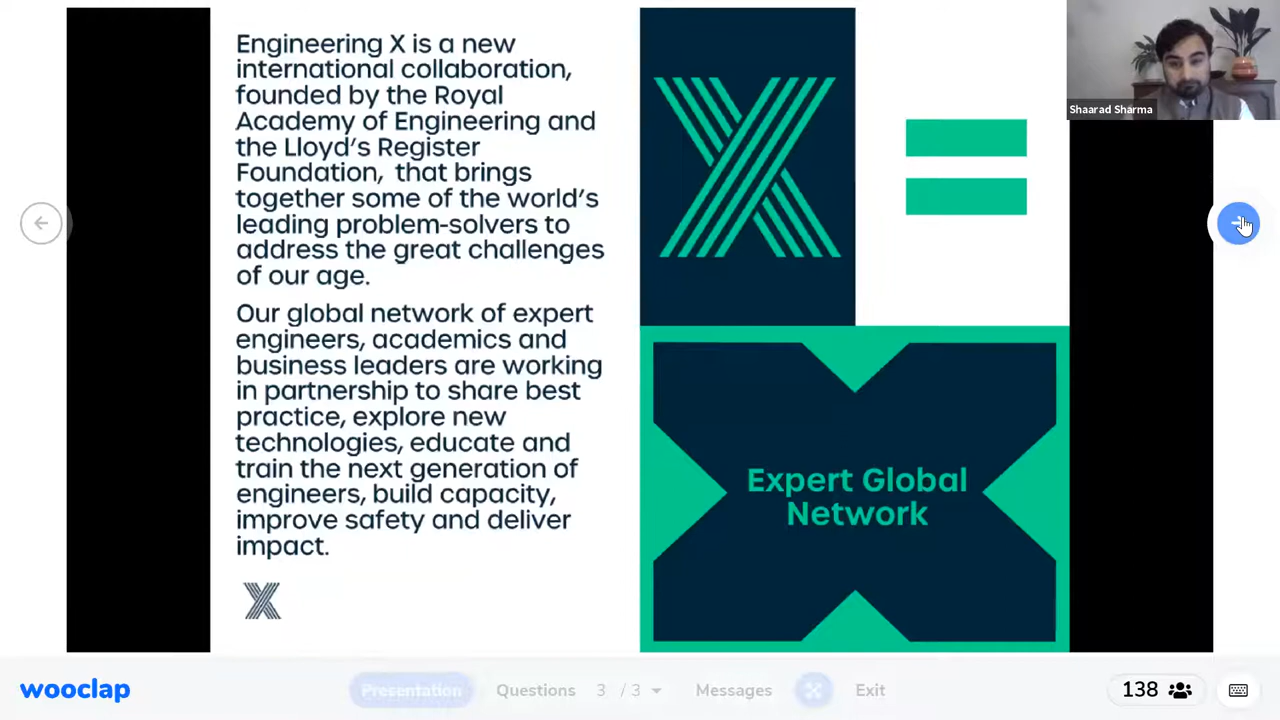 Engineering X is a new
international collaboration,
founded by the Royal
Academy of Engineering and
the Lloyd's Register
Foundation, that brings
together some of the world's
leading problem-solvers to
address the great challenges
of our age.
Our global network of expert
engineers, academics and
business leaders are working
in partnership to share best
practice, explore new
technologies, educate and
train the next generation of
engineers, build capacity,
improve safety and deliver
impact.
X
X
=
Expert Global
Network
Shaarad Sharma
wooclap
Presentation
Questions 3 / 3
Messages
Exit
138